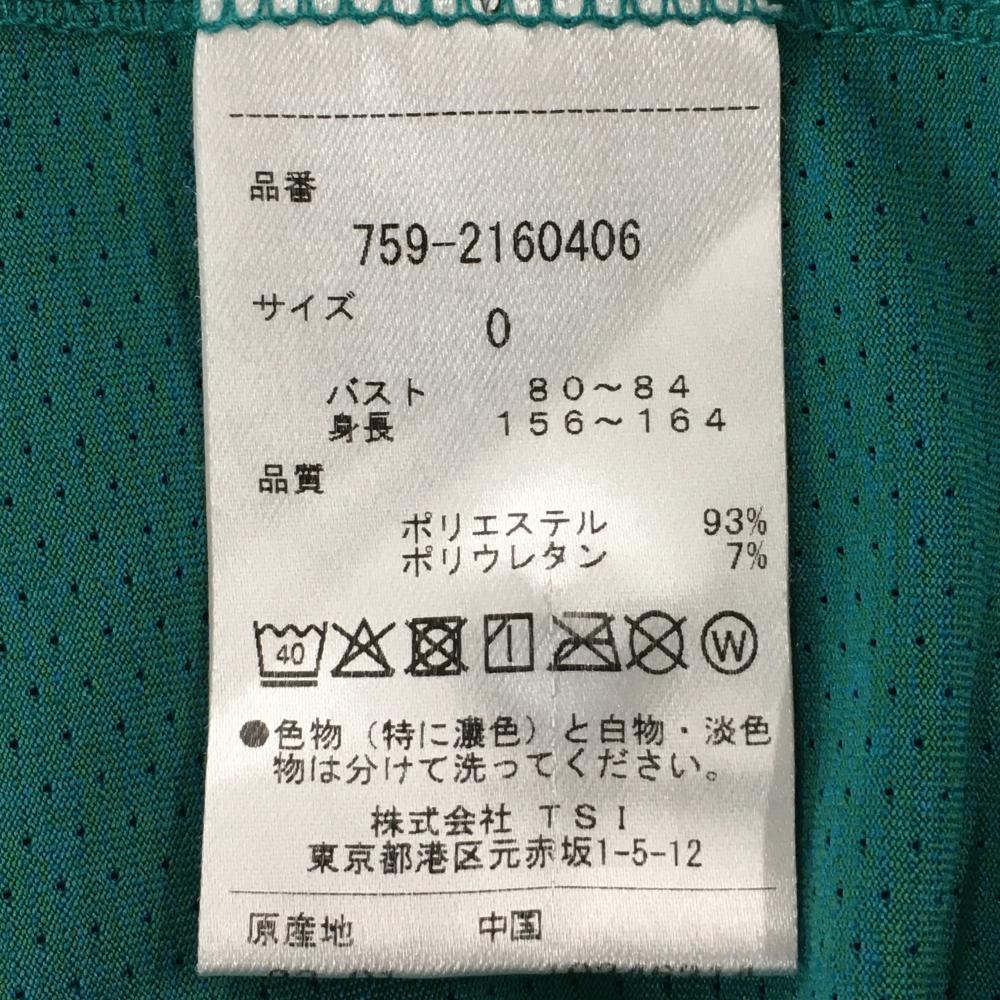 品番
759-2160406
サイズ
0
バスト 80～84
身長 156～164
品質
ポリエステル 93%
ポリウレタン 7%
40 W
●色物（特に濃色）と白物・淡色
物は分けて洗ってください。
株式会社 TSI
東京都港区元赤坂1-5-12
原産地 中国